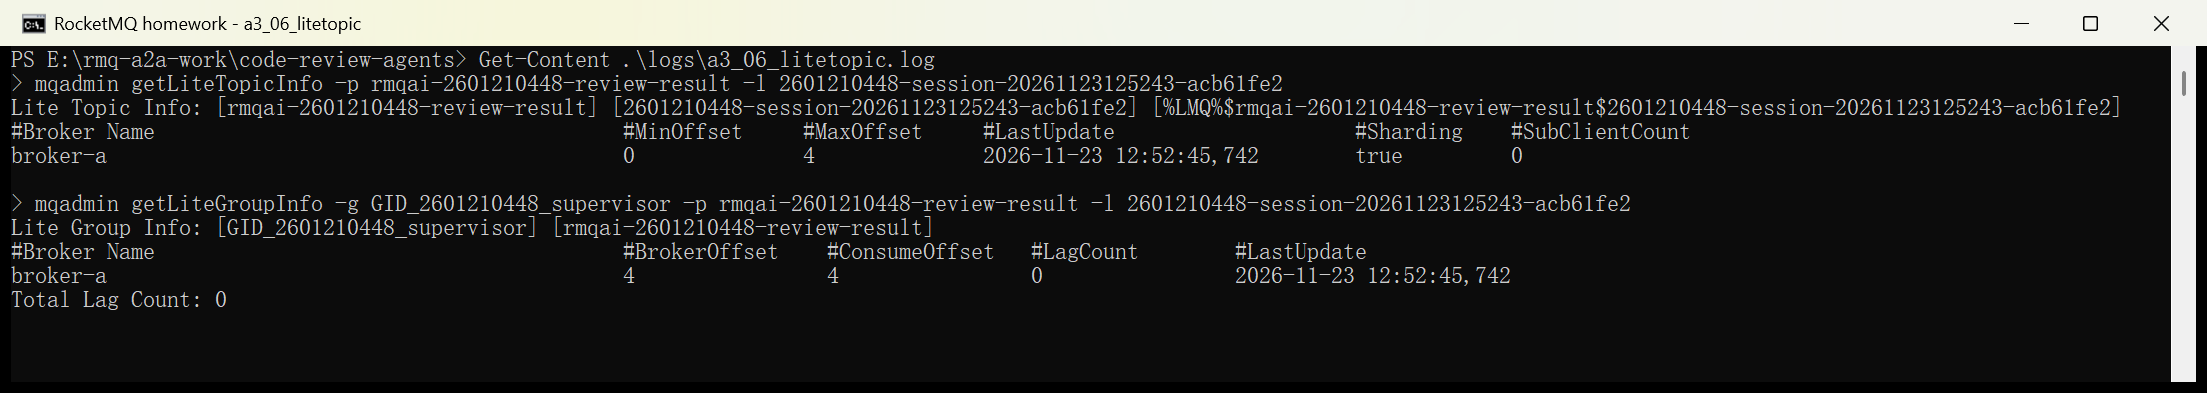 RocketMQ homework - a3_06_litetopic
PS E:\rmq-a2a-work\code-review-agents> Get-Content .\logs\a3_06_litetopic.log
> mqadmin getLiteTopicInfo -p rmqai-2601210448-review-result -l 2601210448-session-20261123125243-acb61fe2
Lite Topic Info: [rmqai-2601210448-review-result] [2601210448-session-20261123125243-acb61fe2] [%LMQ%$rmqai-2601210448-review-result$2601210448-session-20261123125243-acb61fe2]
#Broker Name #MinOffset #MaxOffset #LastUpdate #Sharding #SubClientCount
broker-a 0 4 2026-11-23 12:52:45,742 true 0
> mqadmin getLiteGroupInfo -g GID_2601210448_supervisor -p rmqai-2601210448-review-result -l 2601210448-session-20261123125243-acb61fe2
Lite Group Info: [GID_2601210448_supervisor] [rmqai-2601210448-review-result]
#Broker Name #BrokerOffset #ConsumeOffset #LagCount #LastUpdate
broker-a 4 4 0 2026-11-23 12:52:45,742
Total Lag Count: 0